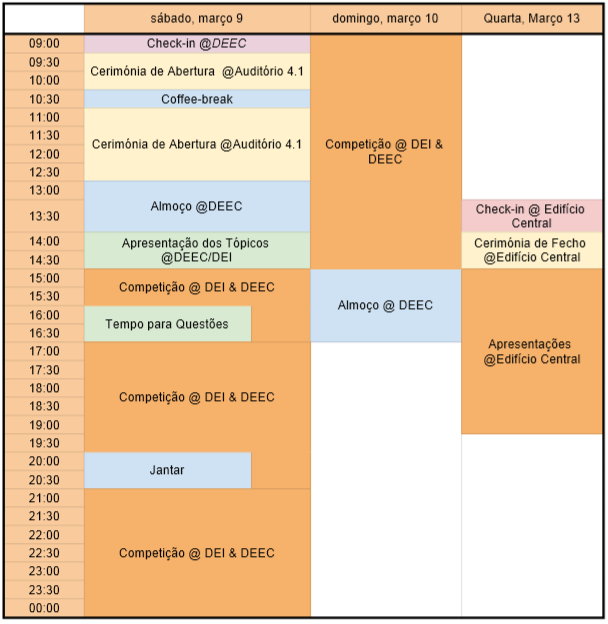 sábado, março 9
domingo, março 10
Quarta, Março 13
09:00
Check-in @DEEC
09:30
Cerimónia de Abertura @Auditório 4.1
10:00
10:30
Coffee-break
11:00
11:30
Cerimónia de Abertura @Auditório 4.1
Competição @ DEI &
DEEC
12:00
12:30
13:00
Almoço @DEEC
13:30
Check-in @ Edifício
Central
14:00
Apresentação dos Tópicos
@DEEC/DEI
Cerimónia de Fecho
@Edifício Central
14:30
15:00
Competição @ DEI & DEEC
15:30
Almoço @ DEEC
16:00
Tempo para Questões
16:30
17:00
Apresentações
@Edifício Central
17:30
18:00
Competição @ DEI & DEEC
18:30
19:00
19:30
20:00
Jantar
20:30
21:00
21:30
22:00
Competição @ DEI & DEEC
22:30
23:00
23:30
00:00